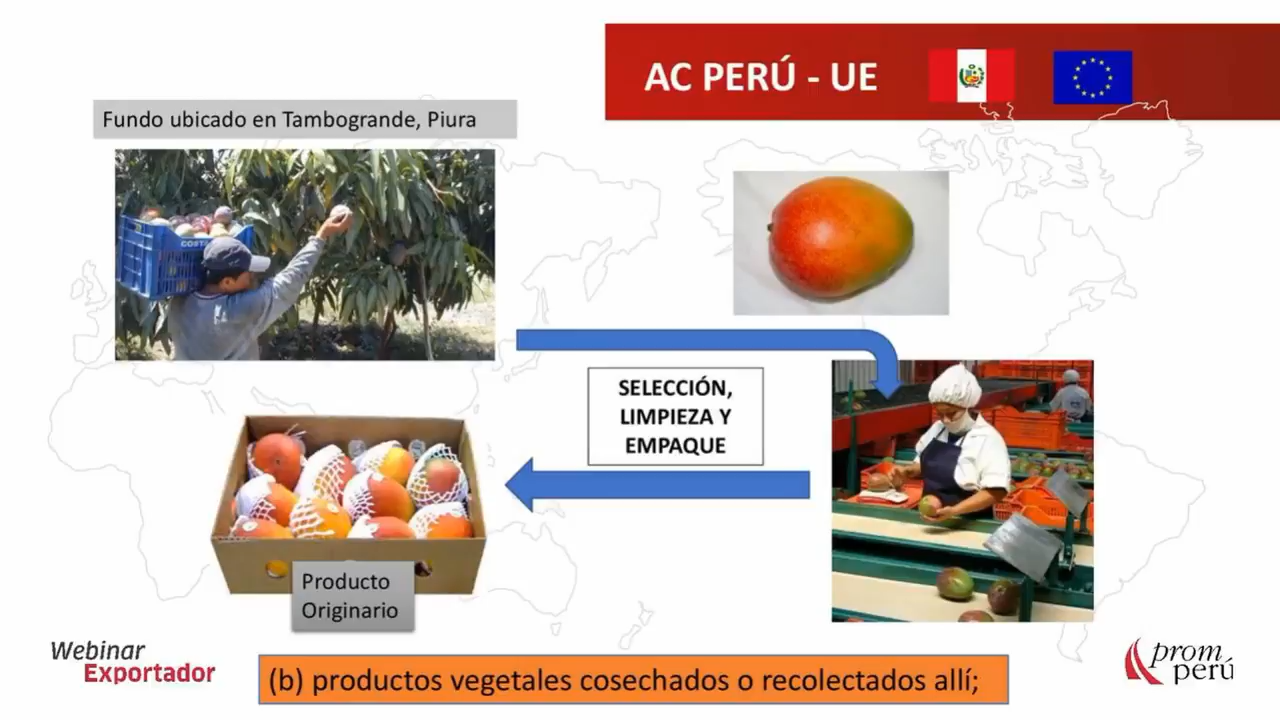 AC PERÚ - UE
Fundo ubicado en Tambogrande, Piura
COSTA
SELECCIÓN,
LIMPIEZA Y
EMPAQUE
Producto
Originario
Webinar
Exportador
(b) productos vegetales cosechados o recolectados allí;
prom
perú